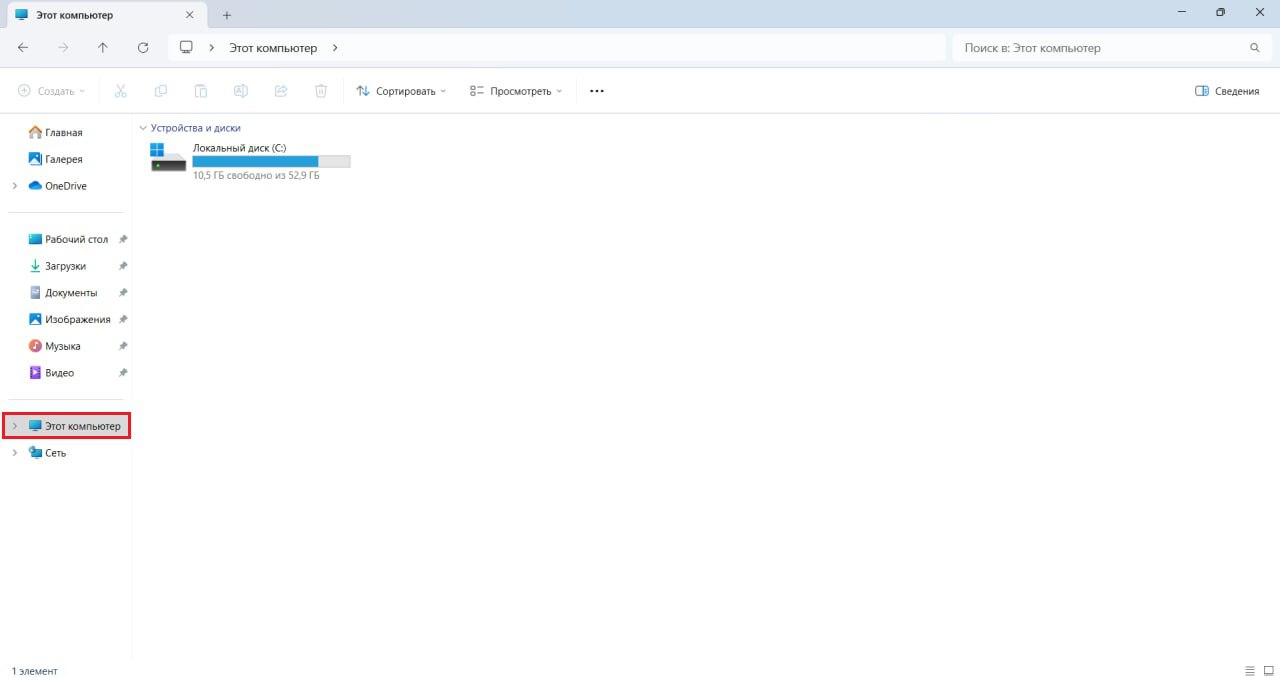 Этот компьютер
Этот компьютер
Поиск в: Этот компьютер
Создать
Сортировать
Просмотреть
Сведения
Главная
Галерея
OneDrive
Рабочий стол
Загрузки
Документы
Изображения
Музыка
Видео
Этот компьютер
Сеть
Устройства и диски
Локальный диск (C:)
10,5 ГБ свободно из 52,9 ГБ
1 элемент